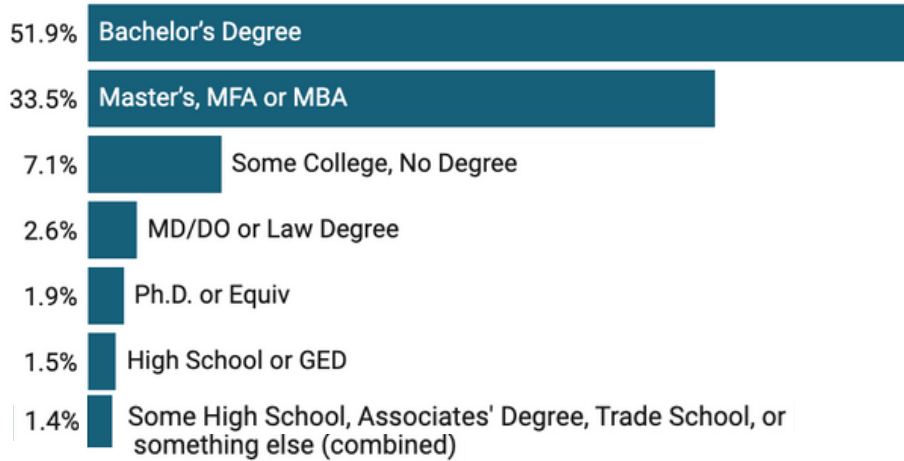 51.9% Bachelor's Degree
33.5% Master's, MFA or MBA
7.1% Some College, No Degree
2.6% MD/DO or Law Degree
1.9% Ph.D. or Equiv
1.5% High School or GED
1.4% Some High School, Associates' Degree, Trade School, or
something else (combined)